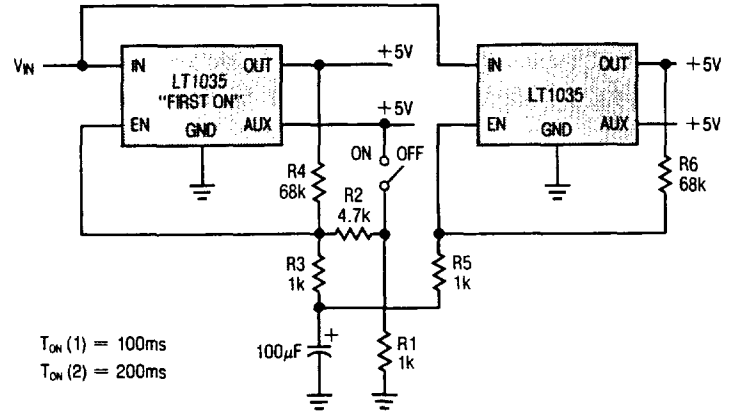 V_IN
IN
OUT
+5V
LT1035
"FIRST ON"
EN
GND
AUX
+5V
IN
OUT
+5V
LT1035
EN
GND
AUX
+5V
ON
OFF
R4
68k
R2
4.7k
R6
68k
R3
1k
R5
1k
100μF
+
R1
1k
T_ON (1) = 100ms
T_ON (2) = 200ms